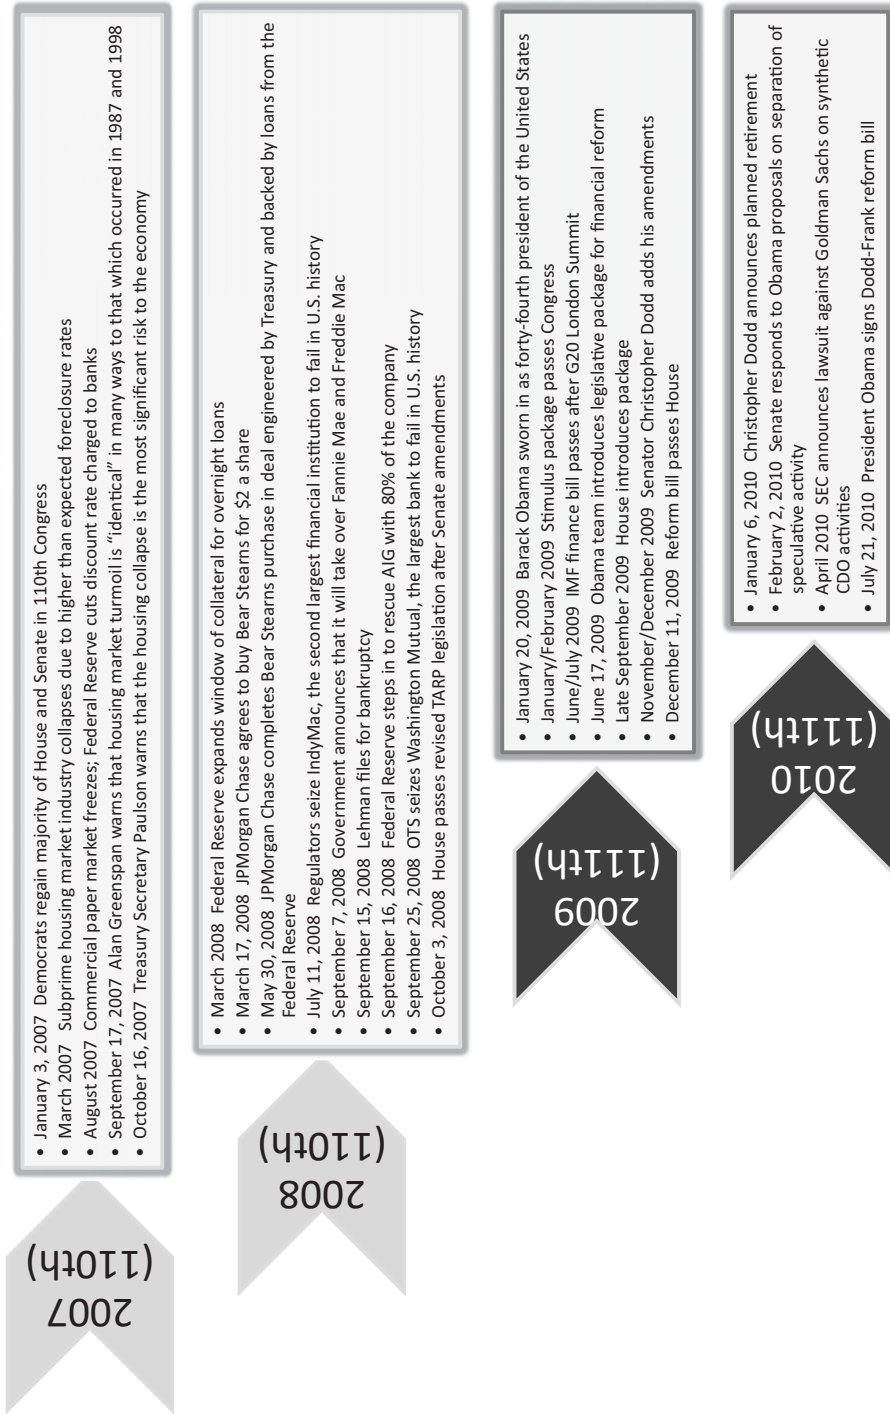 2007
(110th)
• January 3, 2007 Democrats regain majority of House and Senate in 110th Congress
• March 2007 Subprime housing market industry collapses due to higher than expected foreclosure rates
• August 2007 Commercial paper market freezes; Federal Reserve cuts discount rate charged to banks
• September 17, 2007 Alan Greenspan warns that housing market turmoil is “identical” in many ways to that which occurred in 1987 and 1998
• October 16, 2007 Treasury Secretary Paulson warns that the housing collapse is the most significant risk to the economy
2008
(110th)
• March 2008 Federal Reserve expands window of collateral for overnight loans
• March 17, 2008 JPMorgan Chase agrees to buy Bear Stearns for $2 a share
• May 30, 2008 JPMorgan Chase completes Bear Stearns purchase in deal engineered by Treasury and backed by loans from the
Federal Reserve
• July 11, 2008 Regulators seize IndyMac, the second largest financial institution to fail in U.S. history
• September 7, 2008 Government announces that it will take over Fannie Mae and Freddie Mac
• September 15, 2008 Lehman files for bankruptcy
• September 16, 2008 Federal Reserve steps in to rescue AIG with 80% of the company
• September 25, 2008 OTS seizes Washington Mutual, the largest bank to fail in U.S. history
• October 3, 2008 House passes revised TARP legislation after Senate amendments
2009
(111th)
• January 20, 2009 Barack Obama sworn in as forty-fourth president of the United States
• January/February 2009 Stimulus package passes Congress
• June/July 2009 IMF finance bill passes after G20 London Summit
• June 17, 2009 Obama team introduces legislative package for financial reform
• Late September 2009 House introduces package
• November/December 2009 Senator Christopher Dodd adds his amendments
• December 11, 2009 Reform bill passes House
2010
(111th)
• January 6, 2010 Christopher Dodd announces planned retirement
• February 2, 2010 Senate responds to Obama proposals on separation of
speculative activity
• April 2010 SEC announces lawsuit against Goldman Sachs on synthetic
CDO activities
• July 21, 2010 President Obama signs Dodd-Frank reform bill